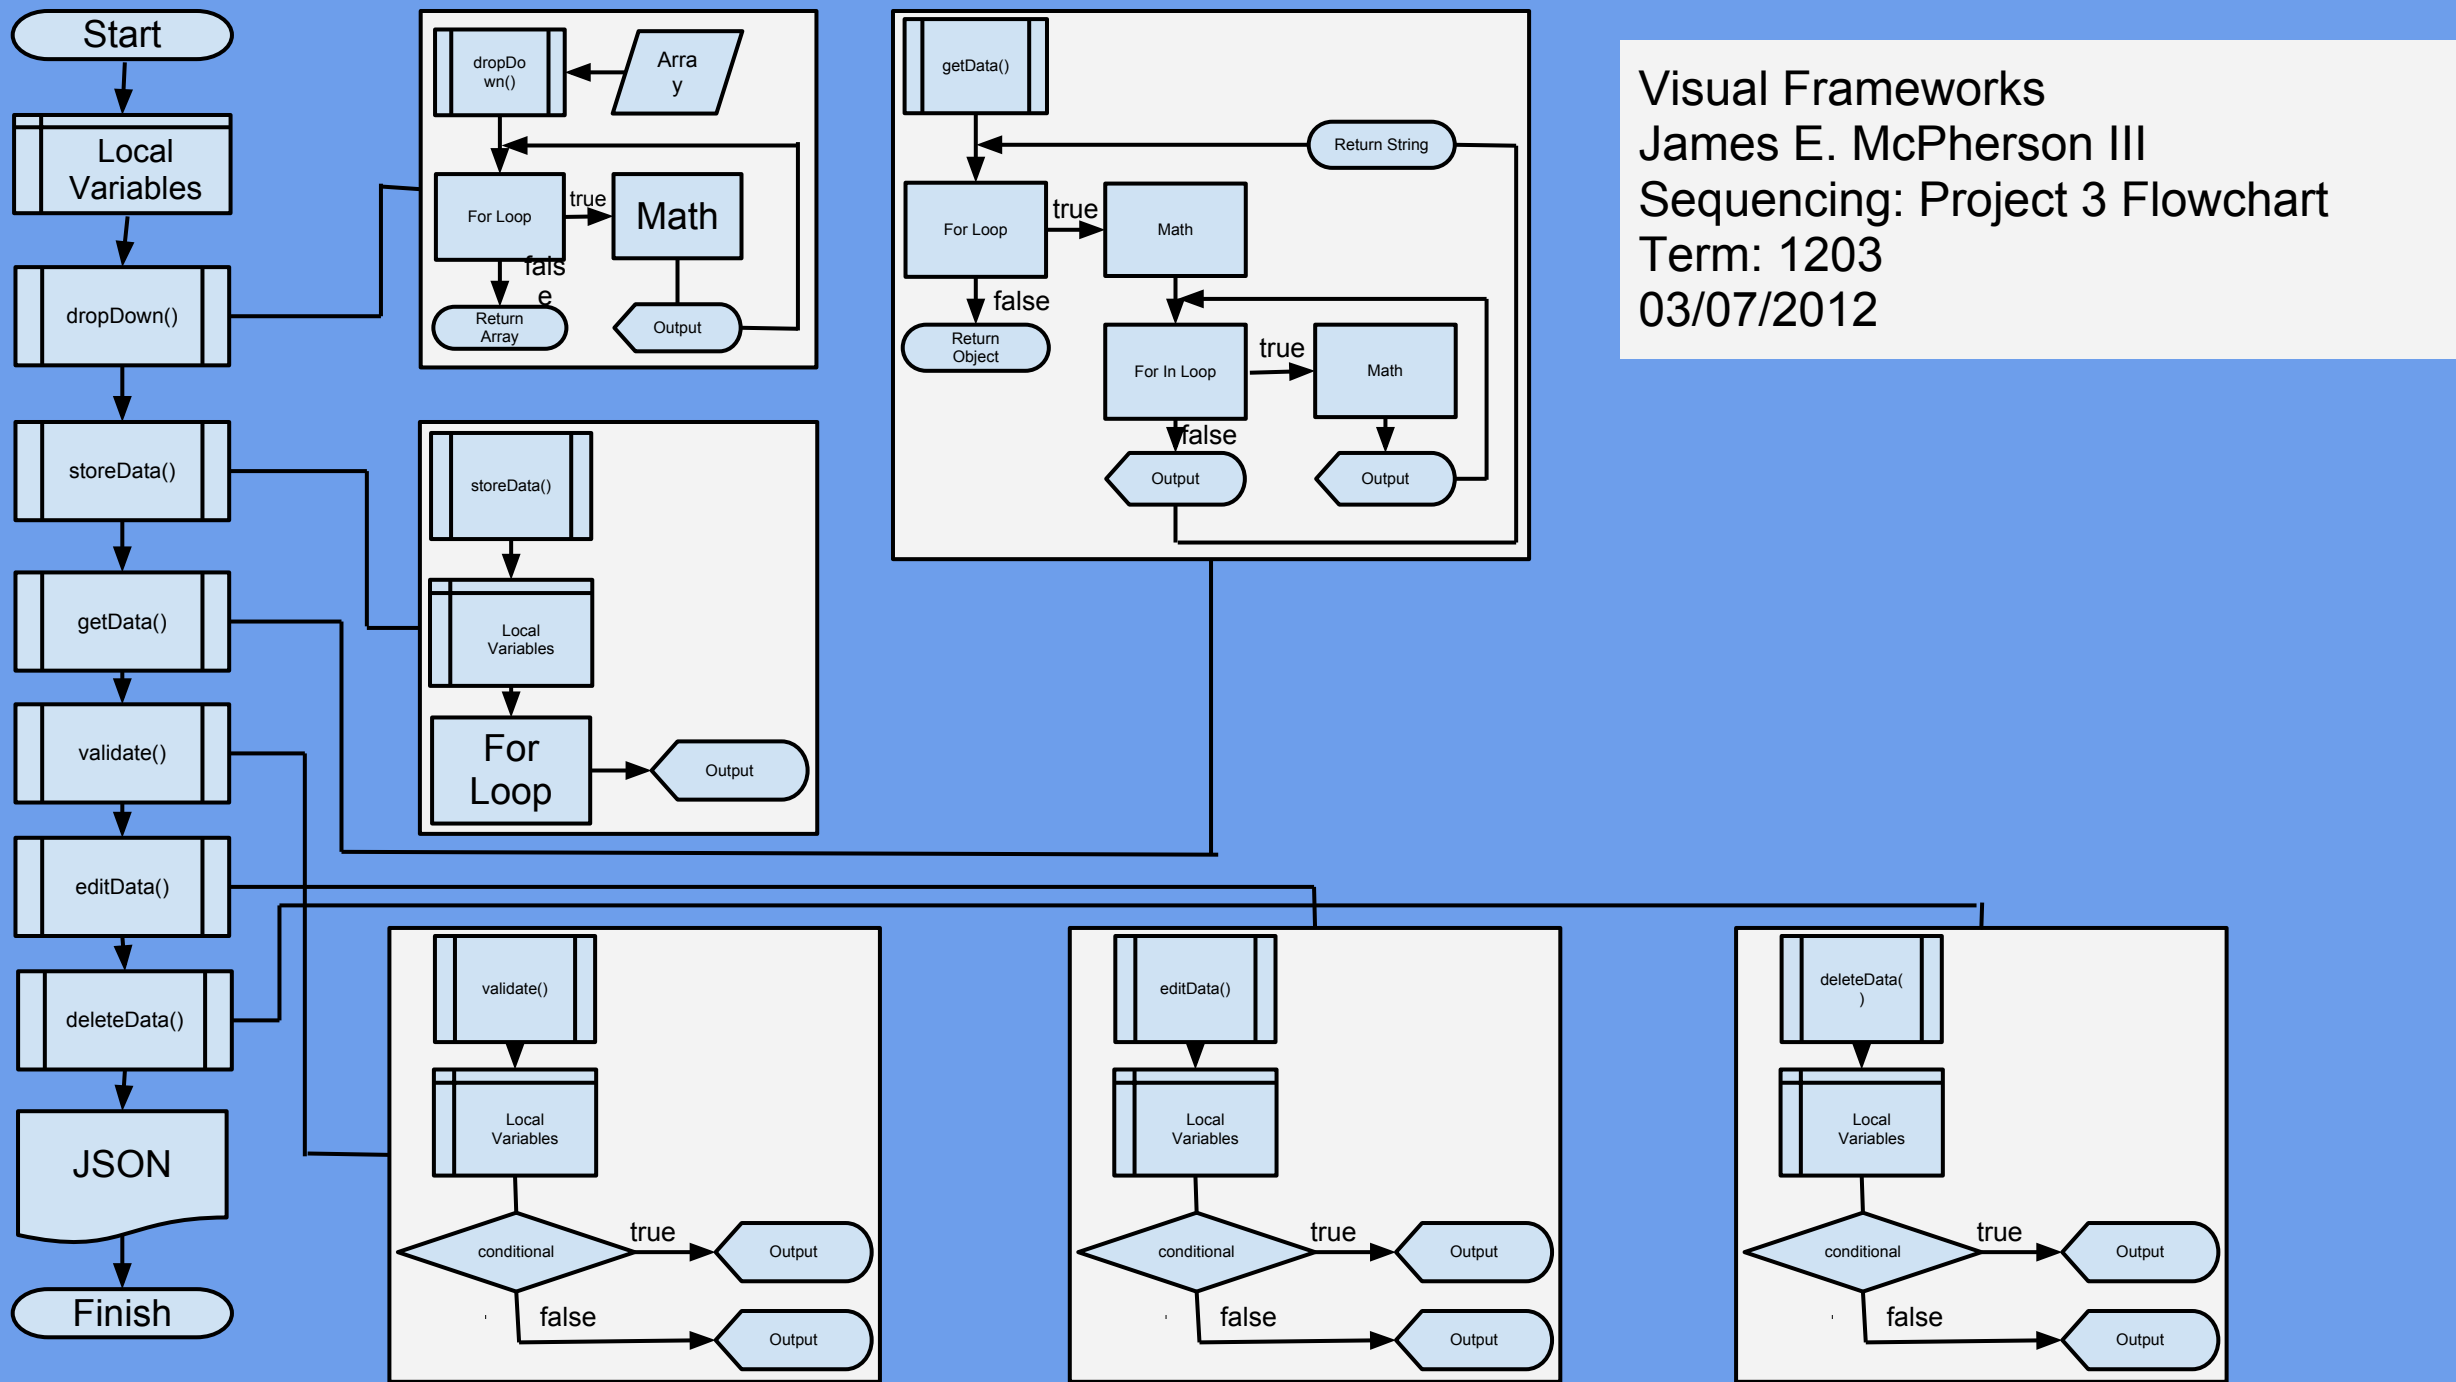 Start
Local
Variables
dropDown()
storeData()
getData()
validate()
editData()
deleteData()
JSON
Finish
dropDo
wn()
Arra
y
For Loop
true
Math
fals
e
Return
Array
Output
storeData()
Local
Variables
For
Loop
Output
getData()
Return String
For Loop
true
Math
false
Return
Object
For In Loop
true
Math
false
Output
Output
Visual Frameworks
James E. McPherson III
Sequencing: Project 3 Flowchart
Term: 1203
03/07/2012
validate()
Local
Variables
conditional
true
Output
'
false
Output
editData()
Local
Variables
conditional
true
Output
'
false
Output
deleteData(
)
Local
Variables
conditional
true
Output
'
false
Output